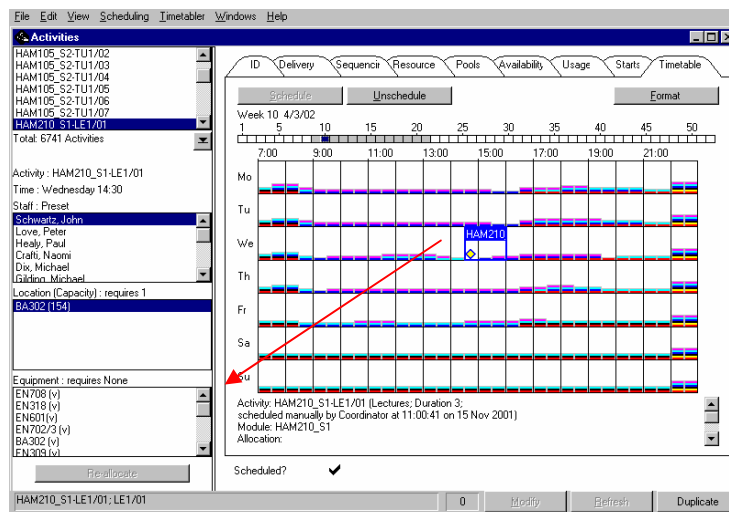 File Edit View Scheduling Timetabler Windows Help
Activities
HAM105_S2-TU1/02
HAM105_S2-TU1/03
HAM105_S2-TU1/04
HAM105_S2-TU1/05
HAM105_S2-TU1/06
HAM105_S2-TU1/07
HAM210_S1-LE1/01
Total: 6741 Activities
Activity : HAM210_S1-LE1/01
Time : Wednesday 14:30
Staff : Preset
Schwartz, John
Love, Peter
Healy, Paul
Crafti, Naomi
Dix, Michael
Gilding, Michael
Location (Capacity) : requires 1
BA302 (154)
Equipment : requires None
EN708 (v)
EN318 (v)
EN601(v)
EN702/3 (v)
BA302 (v)
EN309 (v)
Re-allocate
ID Delivery Sequencin Resource Pools Availability Usage Starts Timetable
Schedule Unschedule Format
Week 10 4/3/02
1 5 10 15 20 25 30 35 40 45 50
7:00 9:00 11:00 13:00 15:00 17:00 19:00 21:00
Mo
Tu
HAM210
We
Th
Fr
Sa
Su
Activity: HAM210_S1-LE1/01 (Lectures; Duration 3;
scheduled manually by Coordinator at 11:00:41 on 15 Nov 2001)
Module: HAM210_S1
Allocation:
Scheduled?
HAM210_S1-LE1/01; LE1/01 0 Modify Refresh Duplicate